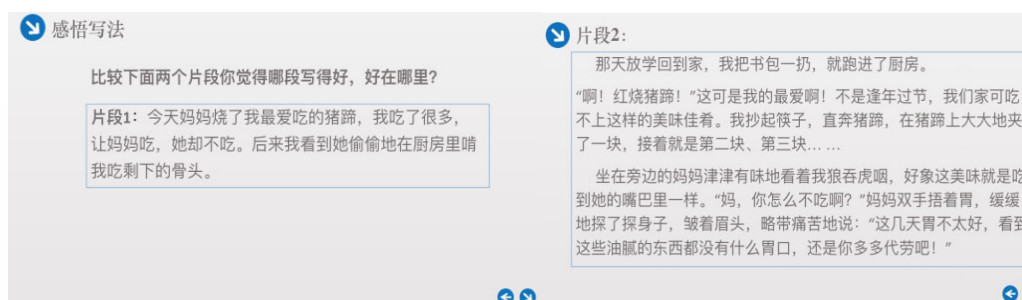 感悟写法
比较下面两个片段你觉得哪段写得好，好在哪里？
片段1：今天妈妈烧了我最爱吃的猪蹄，我吃了很多，
让妈妈吃，她却不吃。后来我看到她偷偷地在厨房里啃
我吃剩下的骨头。
片段2：
那天放学回到家，我把书包一扔，就跑进了厨房。
“啊！红烧猪蹄！”这可是我的最爱啊！不是逢年过节，我们家可吃
不上这样的美味佳肴。我抄起筷子，直奔猪蹄，在猪蹄上大大地夹
了一块，接着就是第二块、第三块……
坐在旁边的妈妈津津有味地看着我狼吞虎咽，好象这美味就是吃
到她的嘴巴里一样。“妈，你怎么不吃啊？”妈妈双手捂着胃，缓缓
地探了探身子，皱着眉头，略带痛苦地说：“这几天胃不太好，看到
这些油腻的东西都没有什么胃口，还是你多多代劳吧！”